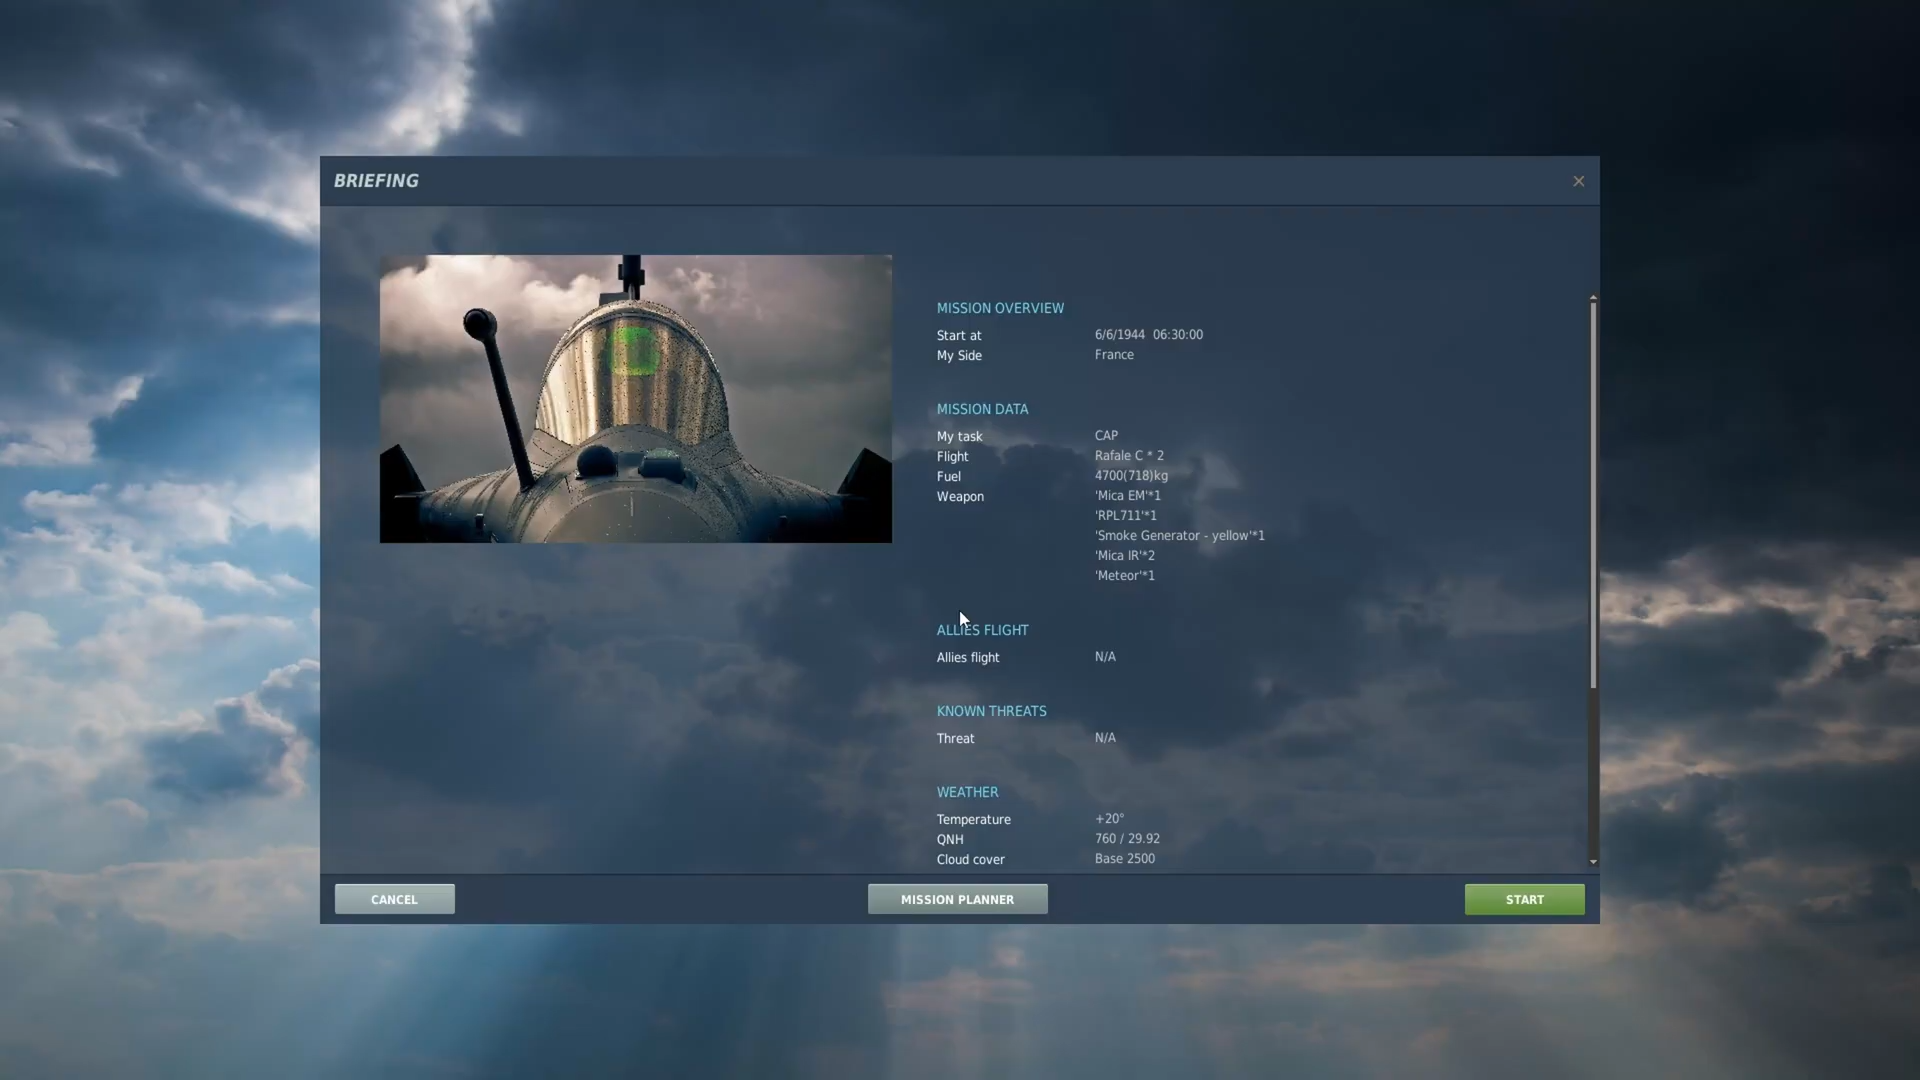 BRIEFING
MISSION OVERVIEW
Start at 6/6/1944 06:30:00
My Side France
MISSION DATA
My task CAP
Flight Rafale C * 2
Fuel 4700(718)kg
Weapon 'Mica EM'*1
'RPL711'*1
'Smoke Generator - yellow'*1
'Mica IR'*2
'Meteor'*1
ALLIES FLIGHT
Allies flight N/A
KNOWN THREATS
Threat N/A
WEATHER
Temperature +20°
QNH 760 / 29.92
Cloud cover Base 2500
CANCEL MISSION PLANNER START